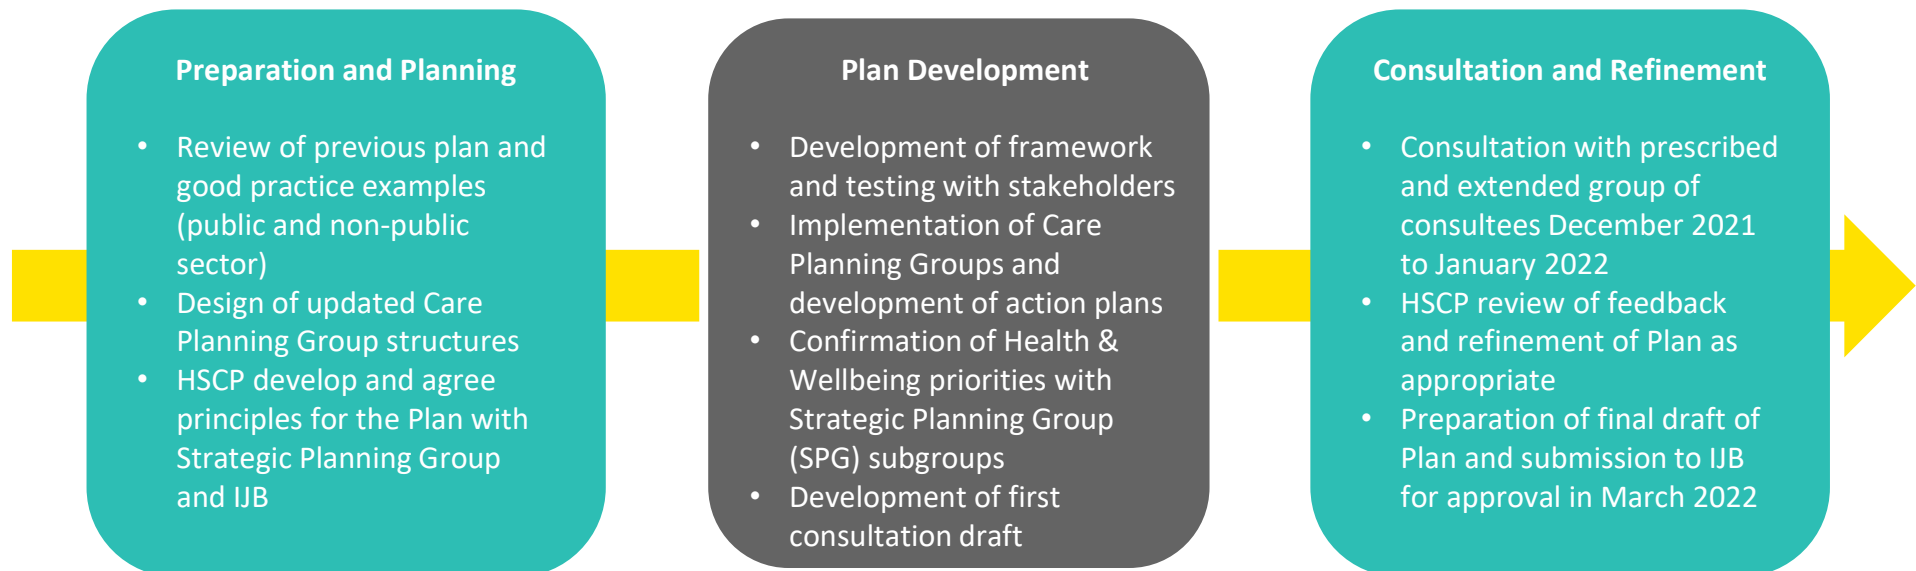 Preparation and Planning
• Review of previous plan and
good practice examples
(public and non-public
sector)
• Design of updated Care
Planning Group structures
• HSCP develop and agree
principles for the Plan with
Strategic Planning Group
and IJB
Plan Development
• Development of framework
and testing with stakeholders
• Implementation of Care
Planning Groups and
development of action plans
• Confirmation of Health &
Wellbeing priorities with
Strategic Planning Group
(SPG) subgroups
• Development of first
consultation draft
Consultation and Refinement
• Consultation with prescribed
and extended group of
consultees December 2021
to January 2022
• HSCP review of feedback
and refinement of Plan as
appropriate
• Preparation of final draft of
Plan and submission to IJB
for approval in March 2022